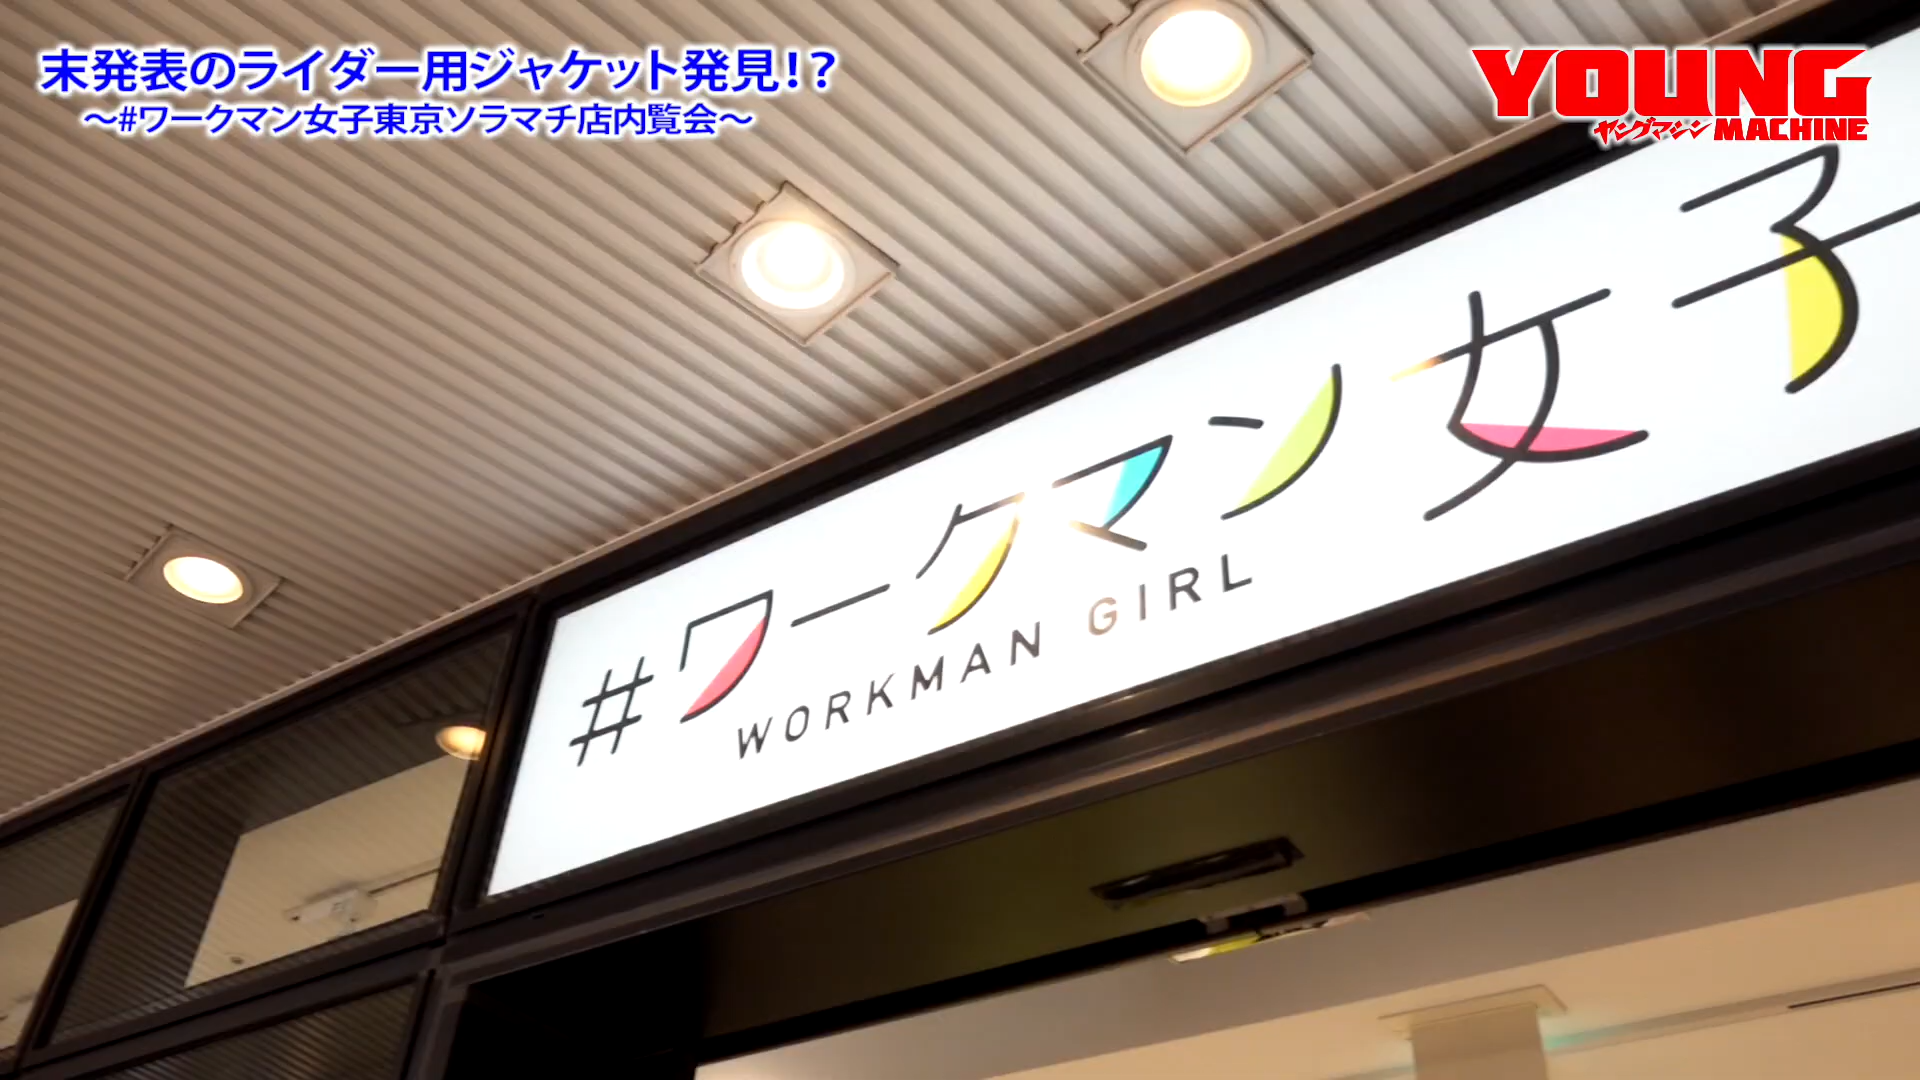 末発表のライダー用ジャケット発見!?
～#ワークマン女子東京ソラマチ店内覧会～
YOUNG
ヤングマシン MACHINE
#ワークマン女子
WORKMAN GIRL